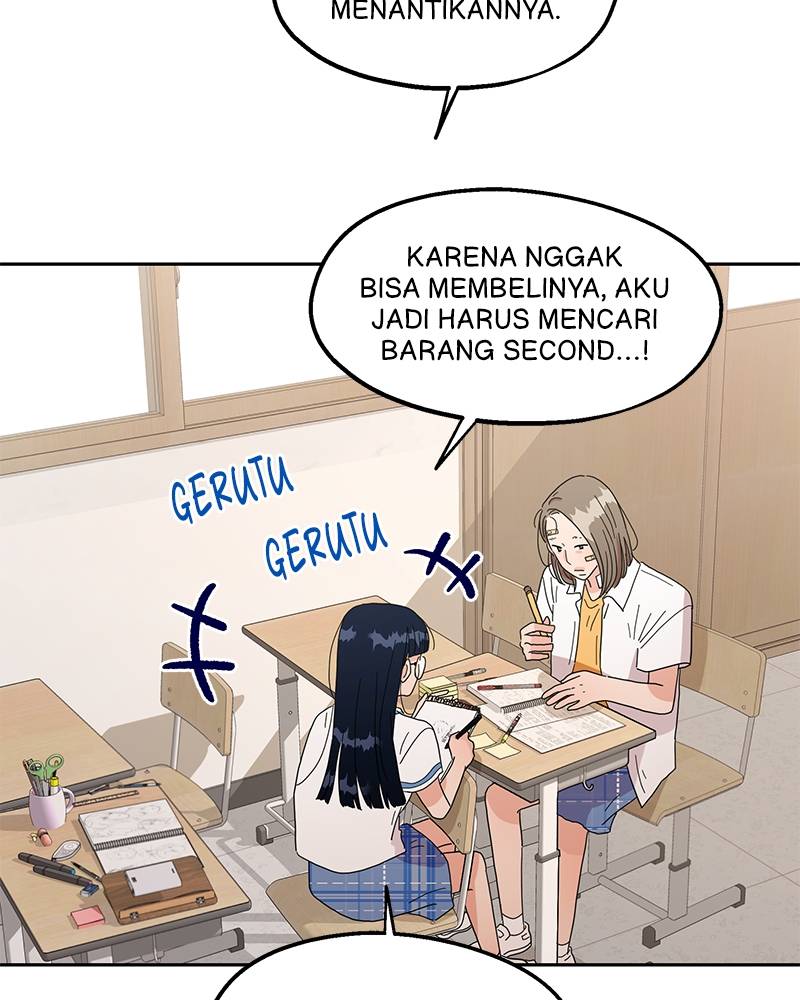 MENANTIKANNYA.
KARENA NGGAK
BISA MEMBELINYA, AKU
JADI HARUS MENCARI
BARANG SECOND...!
GERUTU
GERUTU